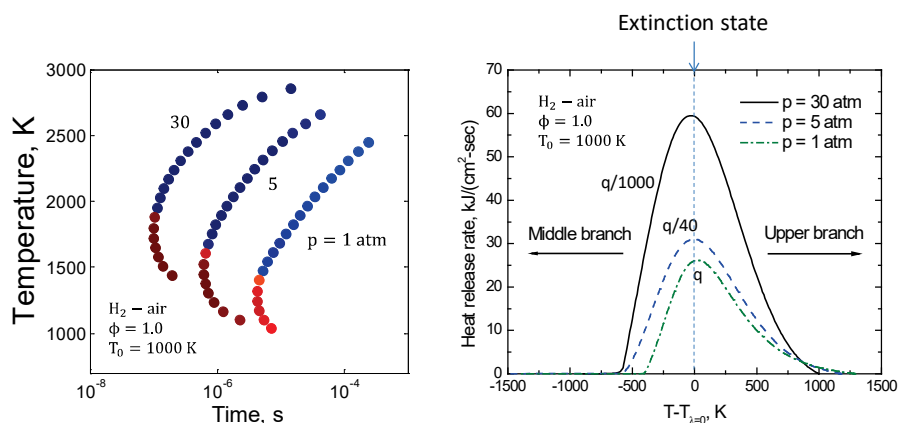 Extinction state
3000
2500
2000
1500
1000
Temperature, K
30
5
p = 1 atm
H₂ − air
ϕ = 1.0
T₀ = 1000 K
10⁻⁸
10⁻⁶
10⁻⁴
Time, s
70
60
50
40
30
20
10
0
Heat release rate, kJ/(cm²-sec)
H₂ − air
ϕ = 1.0
T₀ = 1000 K
p = 30 atm
p = 5 atm
p = 1 atm
q/1000
q/40
q
Middle branch
Upper branch
-1500
-1000
-500
0
500
1000
1500
T-T_λ=0, K